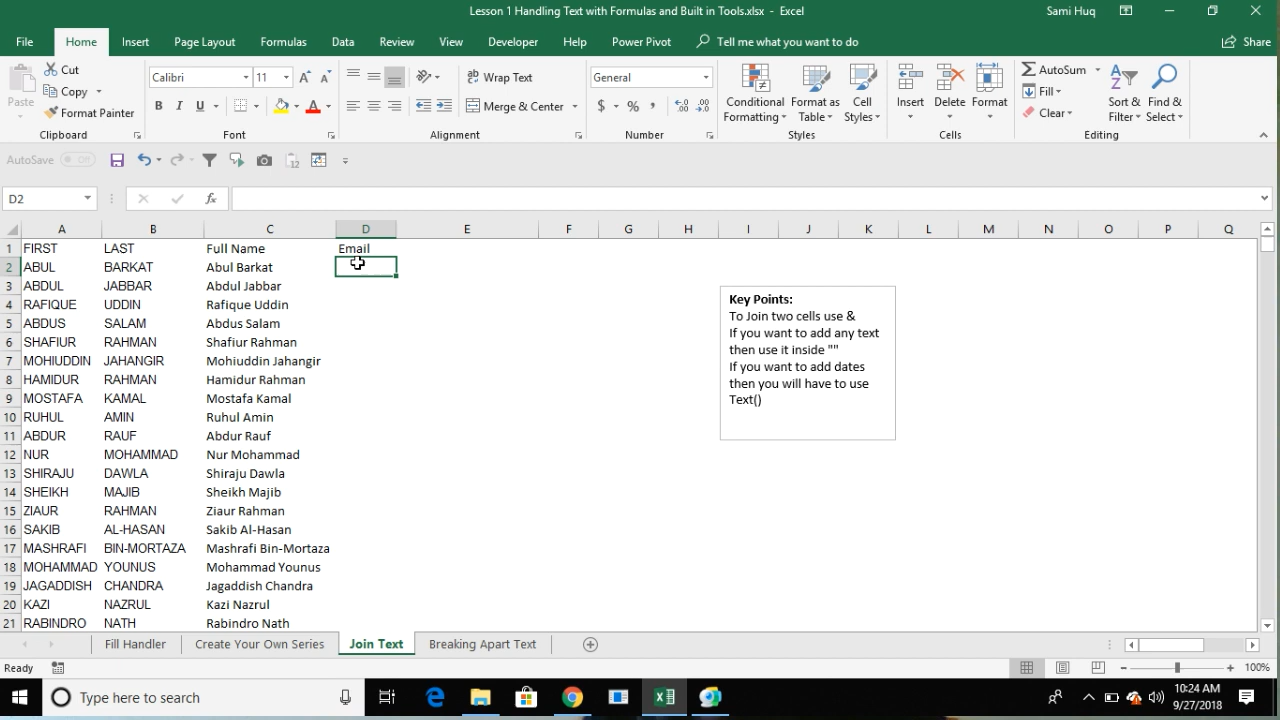 Lesson 1 Handling Text with Formulas and Built in Tools.xlsx - Excel
Sami Huq
File Home Insert Page Layout Formulas Data Review View Developer Help Power Pivot Tell me what you want to do Share
Paste
Cut
Copy
Format Painter
Clipboard
Calibri 11
B I U
Font
Wrap Text
Merge & Center
Alignment
General
$ % ,
Number
Conditional Formatting
Format as Table
Cell Styles
Styles
Insert Delete Format
Cells
AutoSum
Fill
Clear
Sort & Filter
Find & Select
Editing
AutoSave Off
D2
fx
A B C D E F G H I J K L M N O P Q
1 FIRST LAST Full Name Email
2 ABUL BARKAT Abul Barkat
3 ABDUL JABBAR Abdul Jabbar
4 RAFIQUE UDDIN Rafique Uddin
5 ABDUS SALAM Abdus Salam
6 SHAFIUR RAHMAN Shafiur Rahman
7 MOHIUDDIN JAHANGIR Mohiuddin Jahangir
8 HAMIDUR RAHMAN Hamidur Rahman
9 MOSTAFA KAMAL Mostafa Kamal
10 RUHUL AMIN Ruhul Amin
11 ABDUR RAUF Abdur Rauf
12 NUR MOHAMMAD Nur Mohammad
13 SHIRAJU DAWLA Shiraju Dawla
14 SHEIKH MAJIB Sheikh Majib
15 ZIAUR RAHMAN Ziaur Rahman
16 SAKIB AL-HASAN Sakib Al-Hasan
17 MASHRAFI BIN-MORTAZA Mashrafi Bin-Mortaza
18 MOHAMMAD YOUNUS Mohammad Younus
19 JAGADDISH CHANDRA Jagaddish Chandra
20 KAZI NAZRUL Kazi Nazrul
21 RABINDRO NATH Rabindro Nath
Key Points:
To Join two cells use &
If you want to add any text
then use it inside ""
If you want to add dates
then you will have to use
Text()
Fill Handler Create Your Own Series Join Text Breaking Apart Text
Ready
100%
Type here to search
10:24 AM
9/27/2018